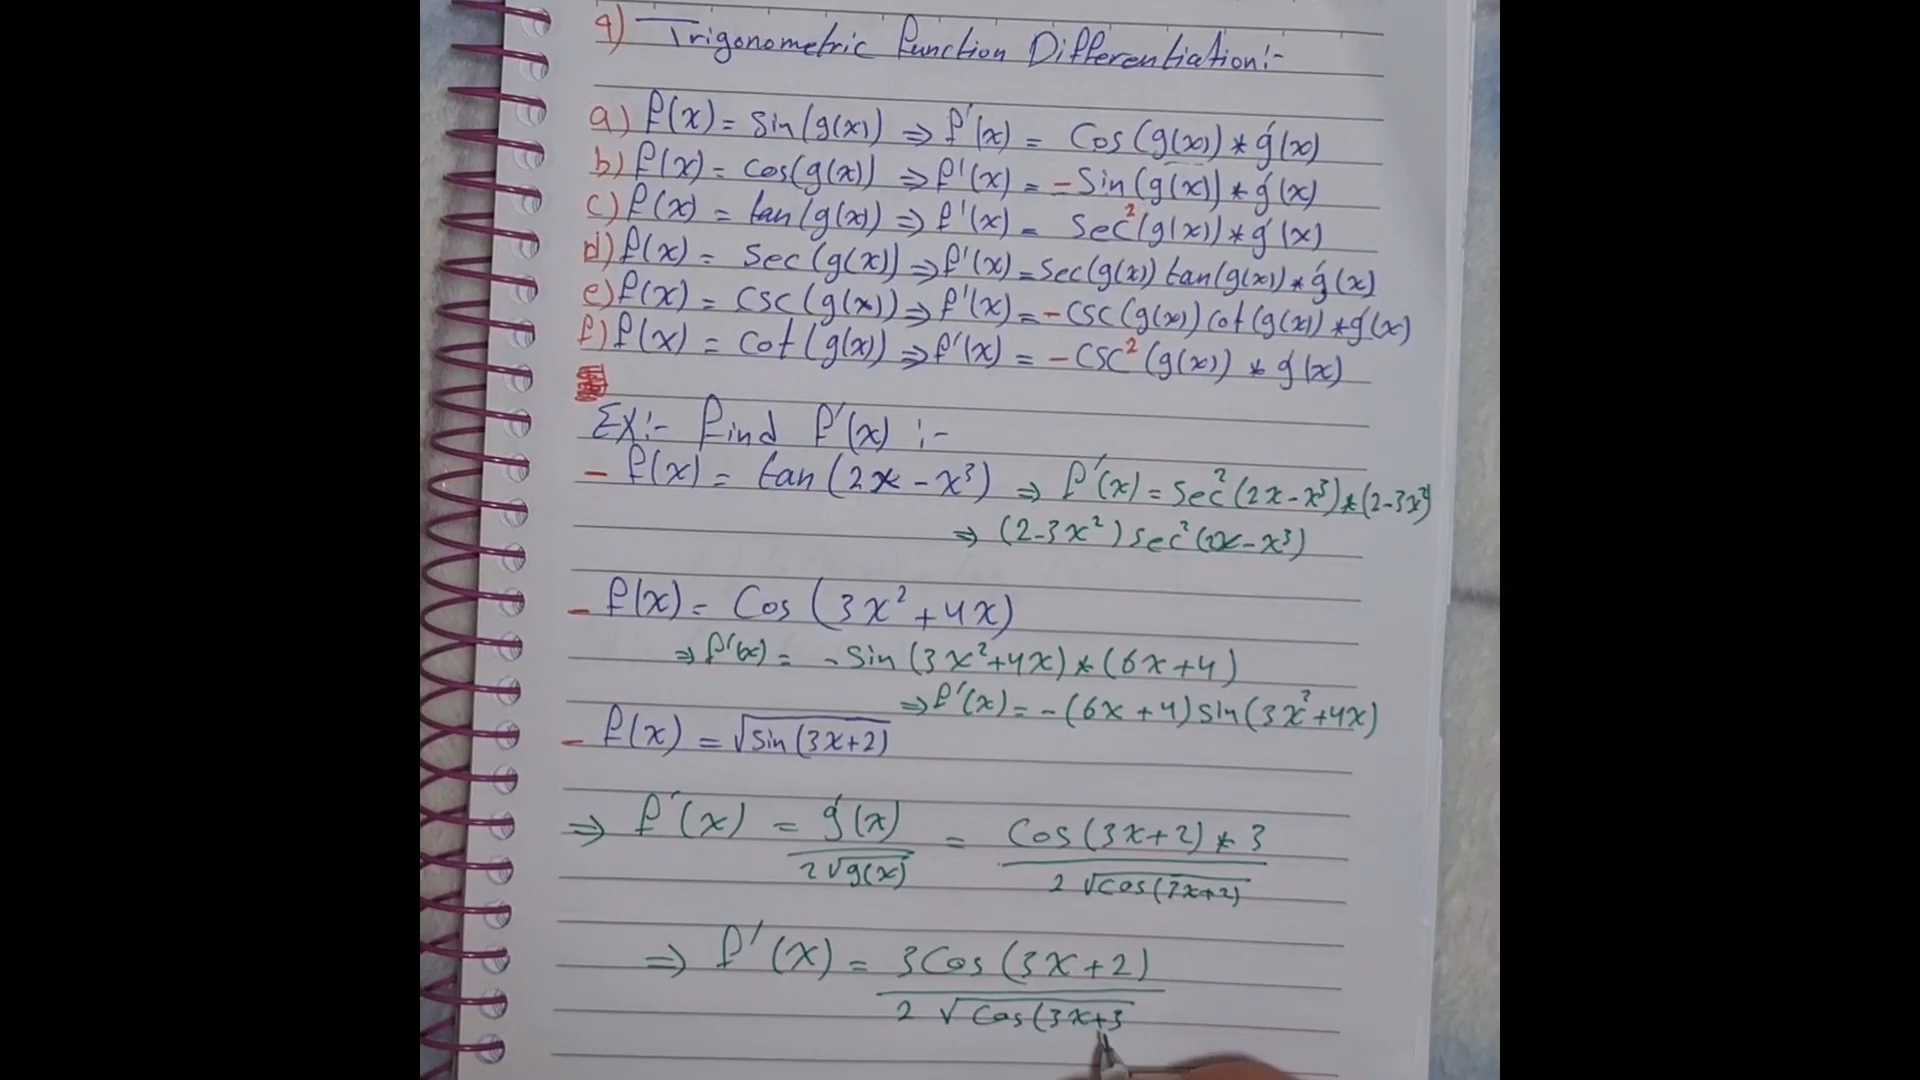 9) Trigonometric Function Differentiation:-
a) f(x) = Sin(g(x)) ⇒ f'(x) = Cos(g(x)) * g'(x)
b) f(x) = Cos(g(x)) ⇒ f'(x) = -Sin(g(x)) * g'(x)
c) f(x) = tan(g(x)) ⇒ f'(x) = Sec²(g(x)) * g'(x)
d) f(x) = Sec(g(x)) ⇒ f'(x) = Sec(g(x)) tan(g(x)) * g'(x)
e) f(x) = CSC(g(x)) ⇒ f'(x) = -CSC(g(x)) Cot(g(x)) * g'(x)
f) f(x) = Cot(g(x)) ⇒ f'(x) = -CSC²(g(x)) * g'(x)
EX:- Find f'(x) :-
- f(x) = tan(2x - x³) ⇒ f'(x) = Sec²(2x-x³) * (2-3x²)
⇒ (2-3x²) sec²(2x-x³)
- f(x) = Cos(3x²+4x)
⇒ f'(x) = -Sin(3x²+4x) * (6x+4)
⇒ f'(x) = -(6x+4) sin(3x²+4x)
- f(x) = √sin(3x+2)
⇒ f'(x) = g'(x) = Cos(3x+2) * 3
2√g(x) 2√cos(3x+2)
⇒ f'(x) = 3Cos(3x+2)
2√Cos(3x+3